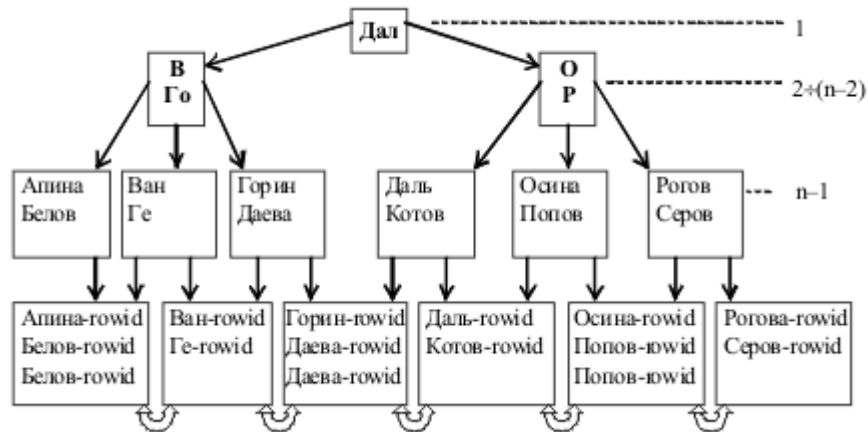 Дал
1
В
Го
О
Р
2÷(n–2)
Апина
Белов
Ван
Ге
Горин
Даева
Даль
Котов
Осина
Попов
Рогов
Серов
n–1
Апина-rowid
Белов-rowid
Белов-rowid
Ван-rowid
Ге-rowid
Горин-rowid
Даева-rowid
Даева-rowid
Даль-rowid
Котов-rowid
Осина-rowid
Попов-rowid
Попов-rowid
Рогова-rowid
Серов-rowid